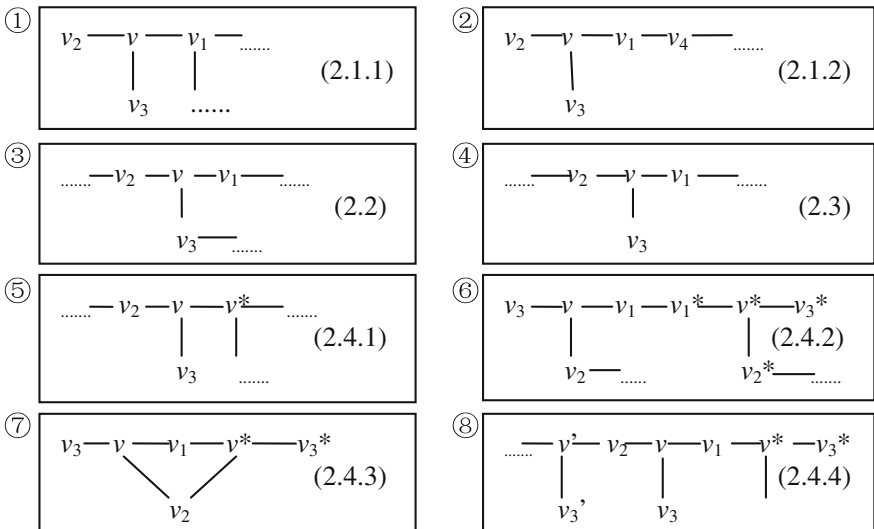 ① v₂ v v₁ .......
(2.1.1)
v₃ ......
② v₂ v v₁ v₄ .......
(2.1.2)
v₃
③ ....... v₂ v v₁ .......
(2.2)
v₃ .......
④ ....... v₂ v v₁ .......
(2.3)
v₃
⑤ ....... v₂ v v* .......
(2.4.1)
v₃ .......
⑥ v₃ v v₁ v₁* v* v₃*
(2.4.2)
v₂ ....... v₂* .......
⑦ v₃ v v₁ v* v₃*
(2.4.3)
v₂
⑧ ....... v’ v₂ v v₁ v* v₃*
(2.4.4)
v₃’ v₃